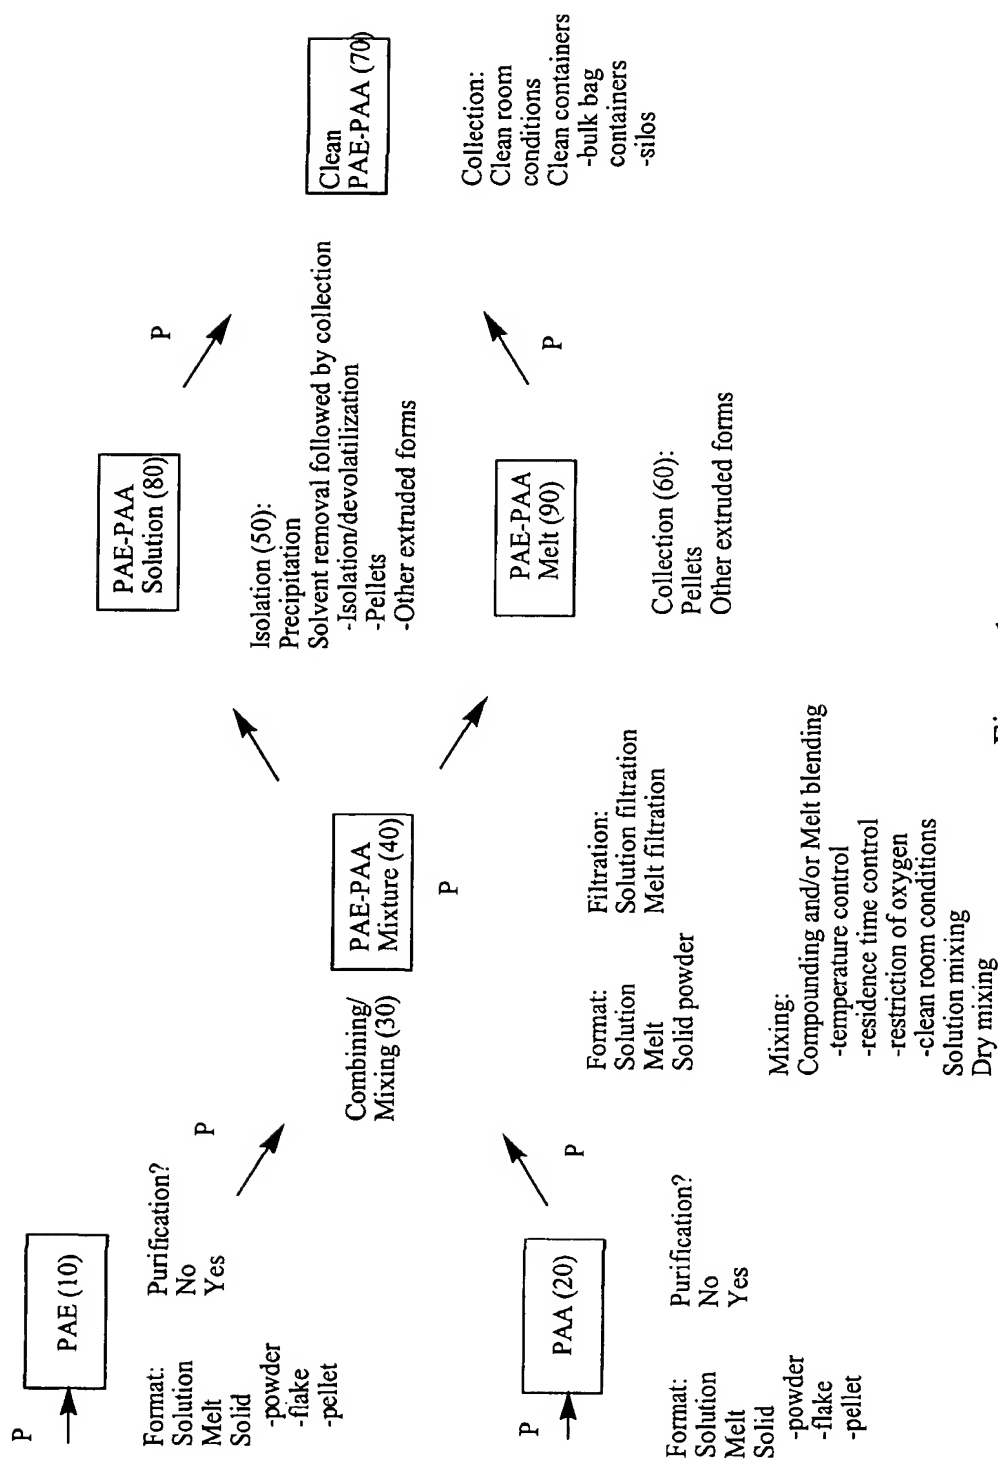 P
PAE (10)
Format:
Solution
Melt
Solid
-powder
-flake
-pellet
Purification?
No
Yes
P
P
PAA (20)
Format:
Solution
Melt
Solid
-powder
-flake
-pellet
Purification?
No
Yes
P
Combining/
Mixing (30)
PAE-PAA
Mixture (40)
P
Format:
Solution
Melt
Solid powder
Filtration:
Solution filtration
Melt filtration
Mixing:
Compounding and/or Melt blending
-temperature control
-residence time control
-restriction of oxygen
-clean room conditions
Solution mixing
Dry mixing
PAE-PAA
Solution (80)
P
Isolation (50):
Precipitation
Solvent removal followed by collection
-Isolation/devolatilization
-Pellets
-Other extruded forms
PAE-PAA
Melt (90)
P
Collection (60):
Pellets
Other extruded forms
Clean
PAE-PAA (70)
Collection:
Clean room
conditions
Clean containers
-bulk bag
containers
-silos